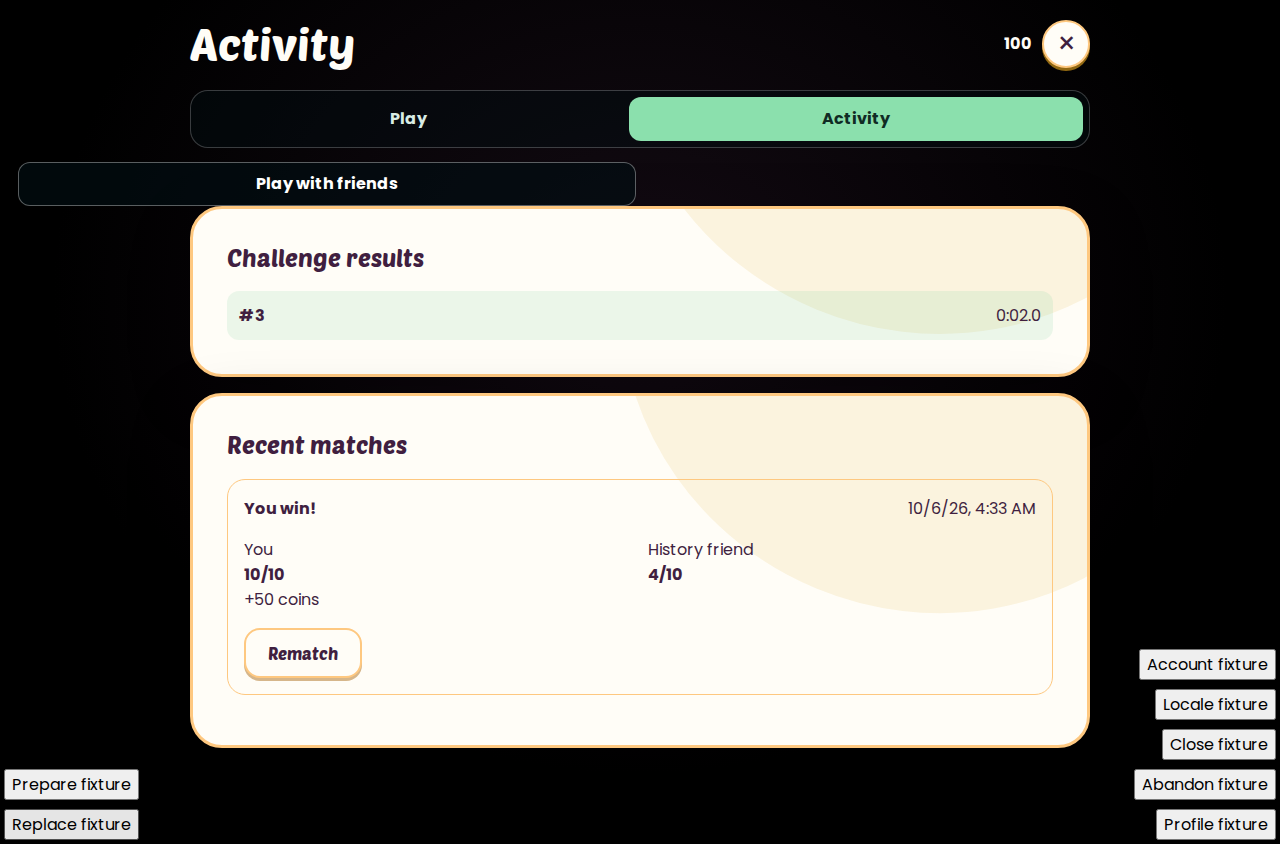 Activity
100
Play
Activity
Play with friends
Challenge results
#3
0:02.0
Recent matches
You win!
10/6/26, 4:33 AM
You
History friend
10/10
4/10
+50 coins
Rematch
Account fixture
Locale fixture
Close fixture
Prepare fixture
Abandon fixture
Replace fixture
Profile fixture